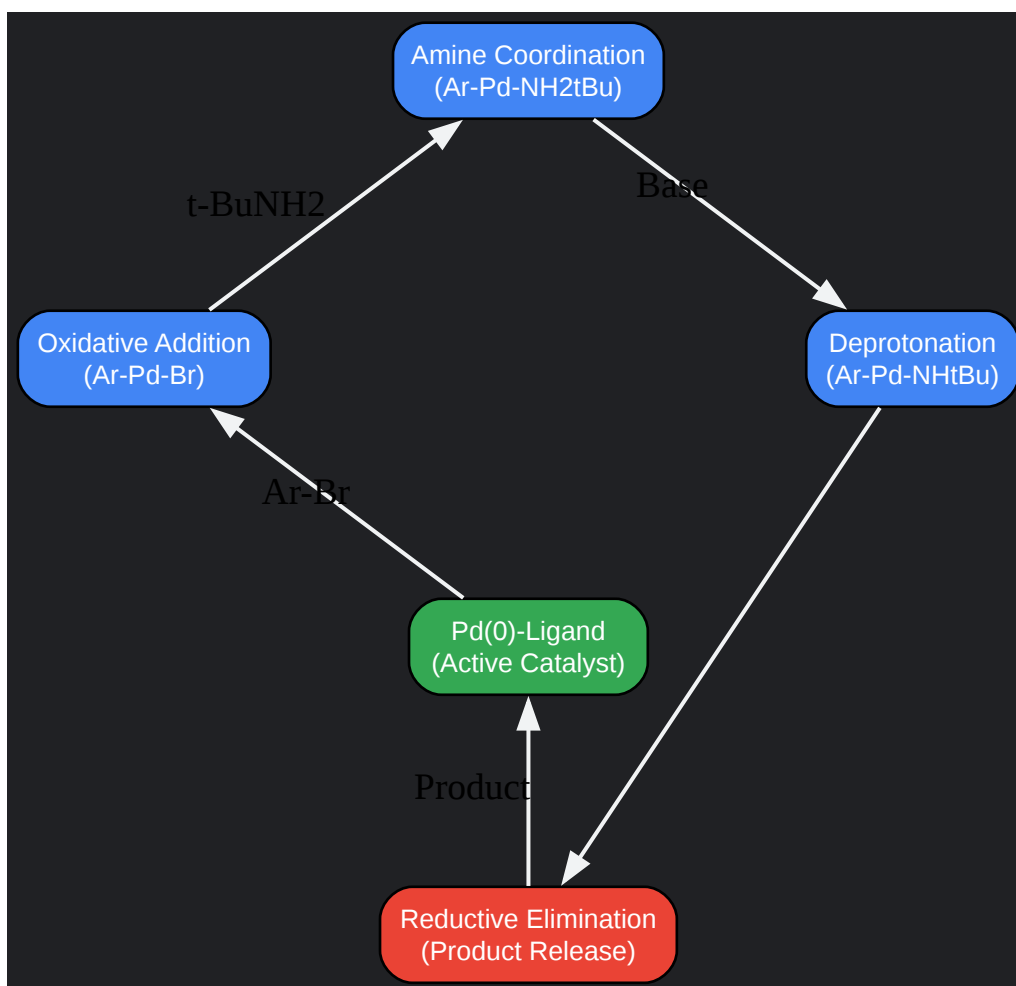 Amine Coordination
(Ar-Pd-NH2tBu)
Base
t-BuNH2
Oxidative Addition
(Ar-Pd-Br)
Deprotonation
(Ar-Pd-NHtBu)
Ar-Br
Pd(0)-Ligand
(Active Catalyst)
Product
Reductive Elimination
(Product Release)